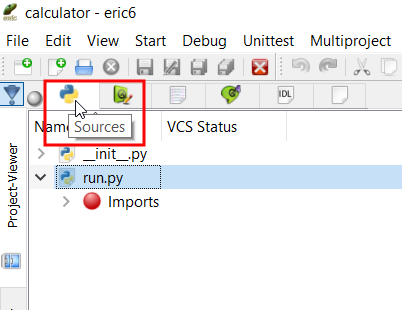 calculator - eric6
File Edit View Start Debug Unittest Multiproject
IDL
Sources
VCS Status
__init__.py
run.py
Imports
Project-Viewer